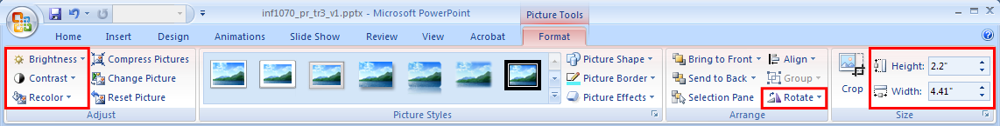 inf1070_pr_tr3_v1.pptx - Microsoft PowerPoint
Picture Tools
Home Insert Design Animations Slide Show Review View Acrobat Format
Brightness Compress Pictures Picture Shape Bring to Front Align Height: 2.2"
Contrast Change Picture Picture Border Send to Back Group Crop
Recolor Reset Picture Picture Effects Selection Pane Rotate Width: 4.41"
Adjust Picture Styles Arrange Size